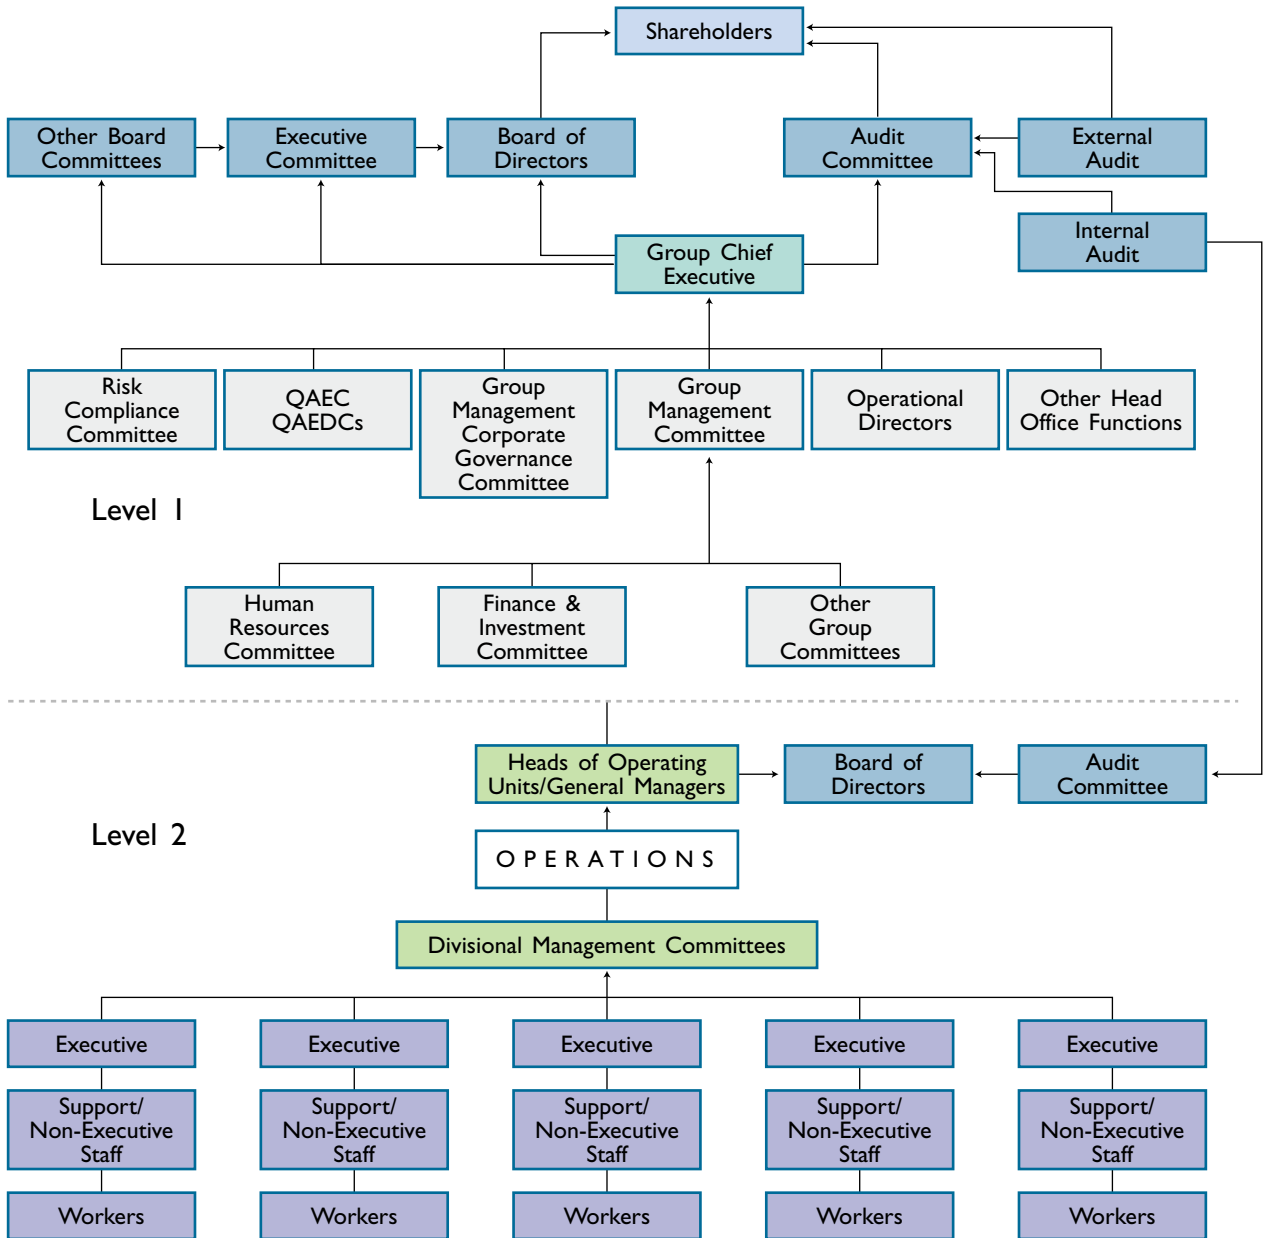 Shareholders
Other Board
Committees
Executive
Committee
Board of
Directors
Audit
Committee
External
Audit
Internal
Audit
Group Chief
Executive
Risk
Compliance
Committee
QAEC
QAEDCs
Group
Management
Corporate
Governance
Committee
Group
Management
Committee
Operational
Directors
Other Head
Office Functions
Level 1
Human
Resources
Committee
Finance &
Investment
Committee
Other
Group
Committees
Heads of Operating
Units/General Managers
Board of
Directors
Audit
Committee
Level 2
OPERATIONS
Divisional Management Committees
Executive
Executive
Executive
Executive
Executive
Support/
Non-Executive
Staff
Support/
Non-Executive
Staff
Support/
Non-Executive
Staff
Support/
Non-Executive
Staff
Support/
Non-Executive
Staff
Workers
Workers
Workers
Workers
Workers